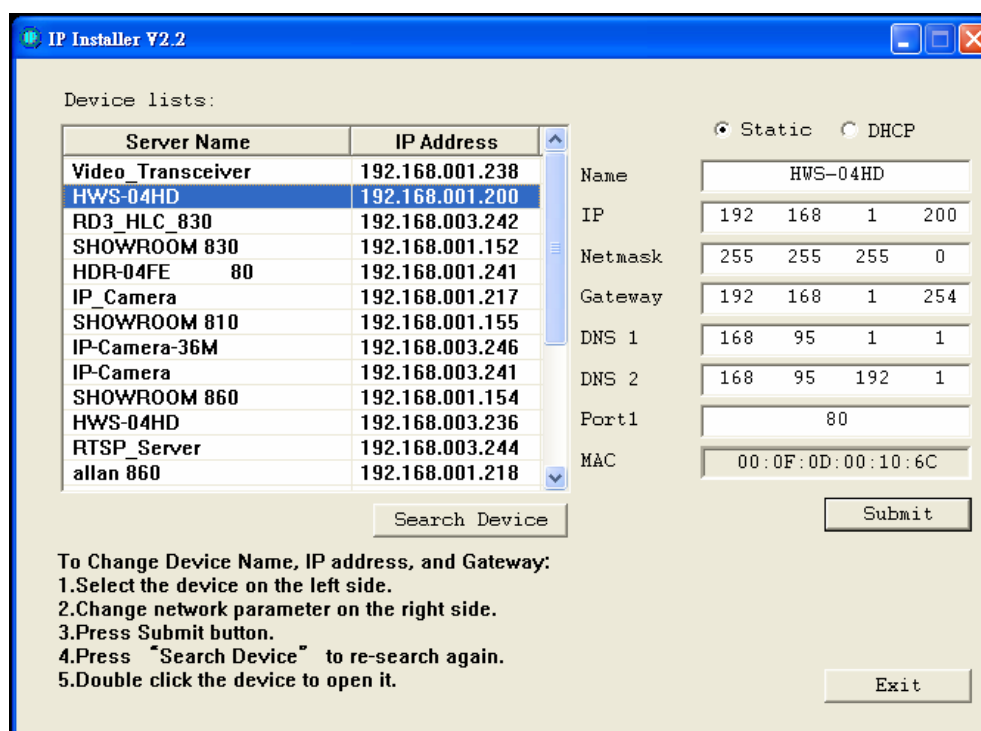 IP Installer V2.2
Device lists:
Server Name IP Address
Video_Transceiver 192.168.001.238
HWS-04HD 192.168.001.200
RD3_HLC_830 192.168.003.242
SHOWROOM 830 192.168.001.152
HDR-04FE 80 192.168.001.241
IP_Camera 192.168.001.217
SHOWROOM 810 192.168.001.155
IP-Camera-36M 192.168.003.246
IP-Camera 192.168.003.241
SHOWROOM 860 192.168.001.154
HWS-04HD 192.168.003.236
RTSP_Server 192.168.003.244
allan 860 192.168.001.218
Search Device
Static DHCP
Name HWS-04HD
IP 192 168 1 200
Netmask 255 255 255 0
Gateway 192 168 1 254
DNS 1 168 95 1 1
DNS 2 168 95 192 1
Port1 80
MAC 00:0F:0D:00:10:6C
Submit
To Change Device Name, IP address, and Gateway:
1.Select the device on the left side.
2.Change network parameter on the right side.
3.Press Submit button.
4.Press “Search Device” to re-search again.
5.Double click the device to open it.
Exit